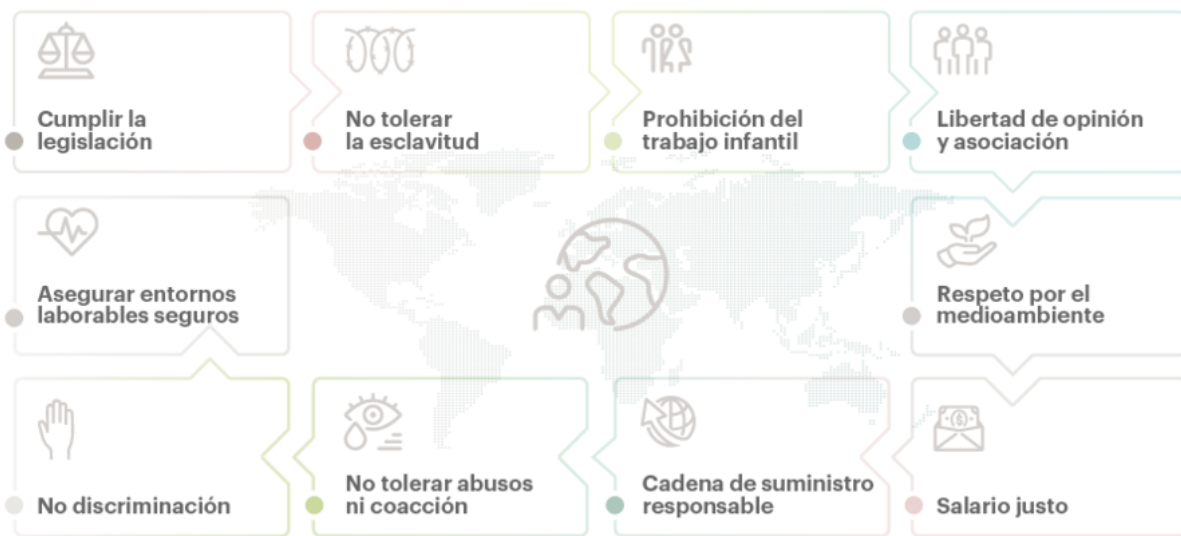 Cumplir la
legislación
No tolerar
la esclavitud
Prohibición del
trabajo infantil
Libertad de opinión
y asociación
Respeto por el
medioambiente
Salario justo
Cadena de suministro
responsable
No tolerar abusos
ni coacción
No discriminación
Asegurar entornos
laborables seguros